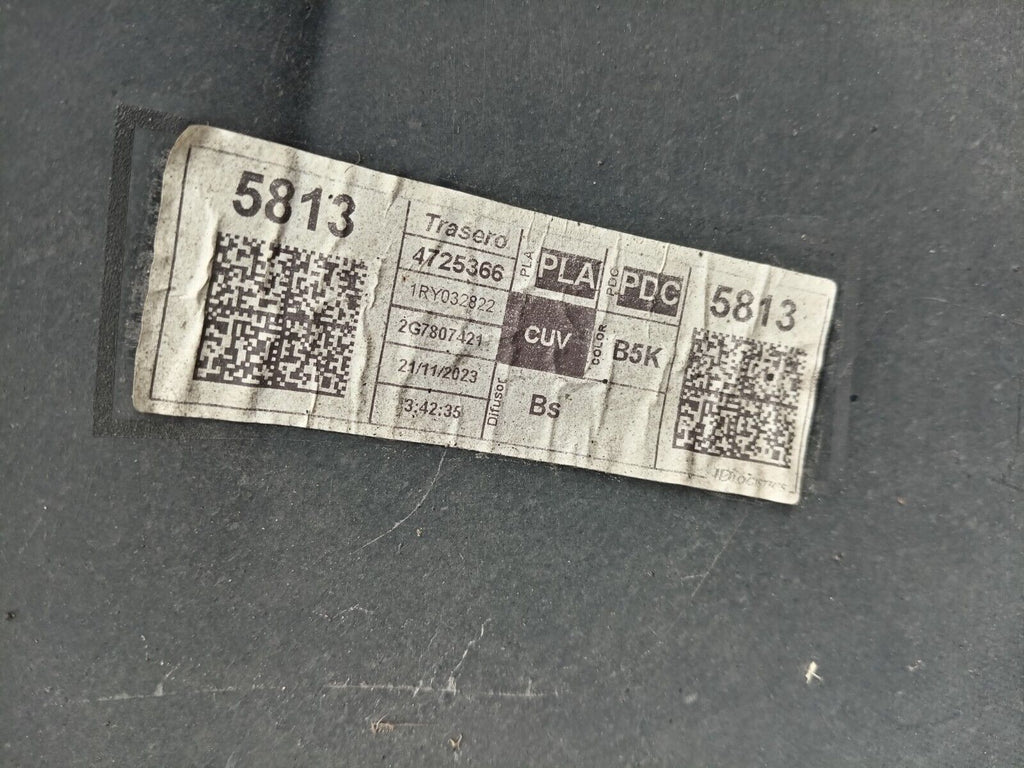 5813
Trasero
4725366
1RY032822
2G7807421
21/11/2023
3:42:35
PLA
PLA
PDC
PDC
CUV
COLOR
B5K
Difusor
Bs
5813